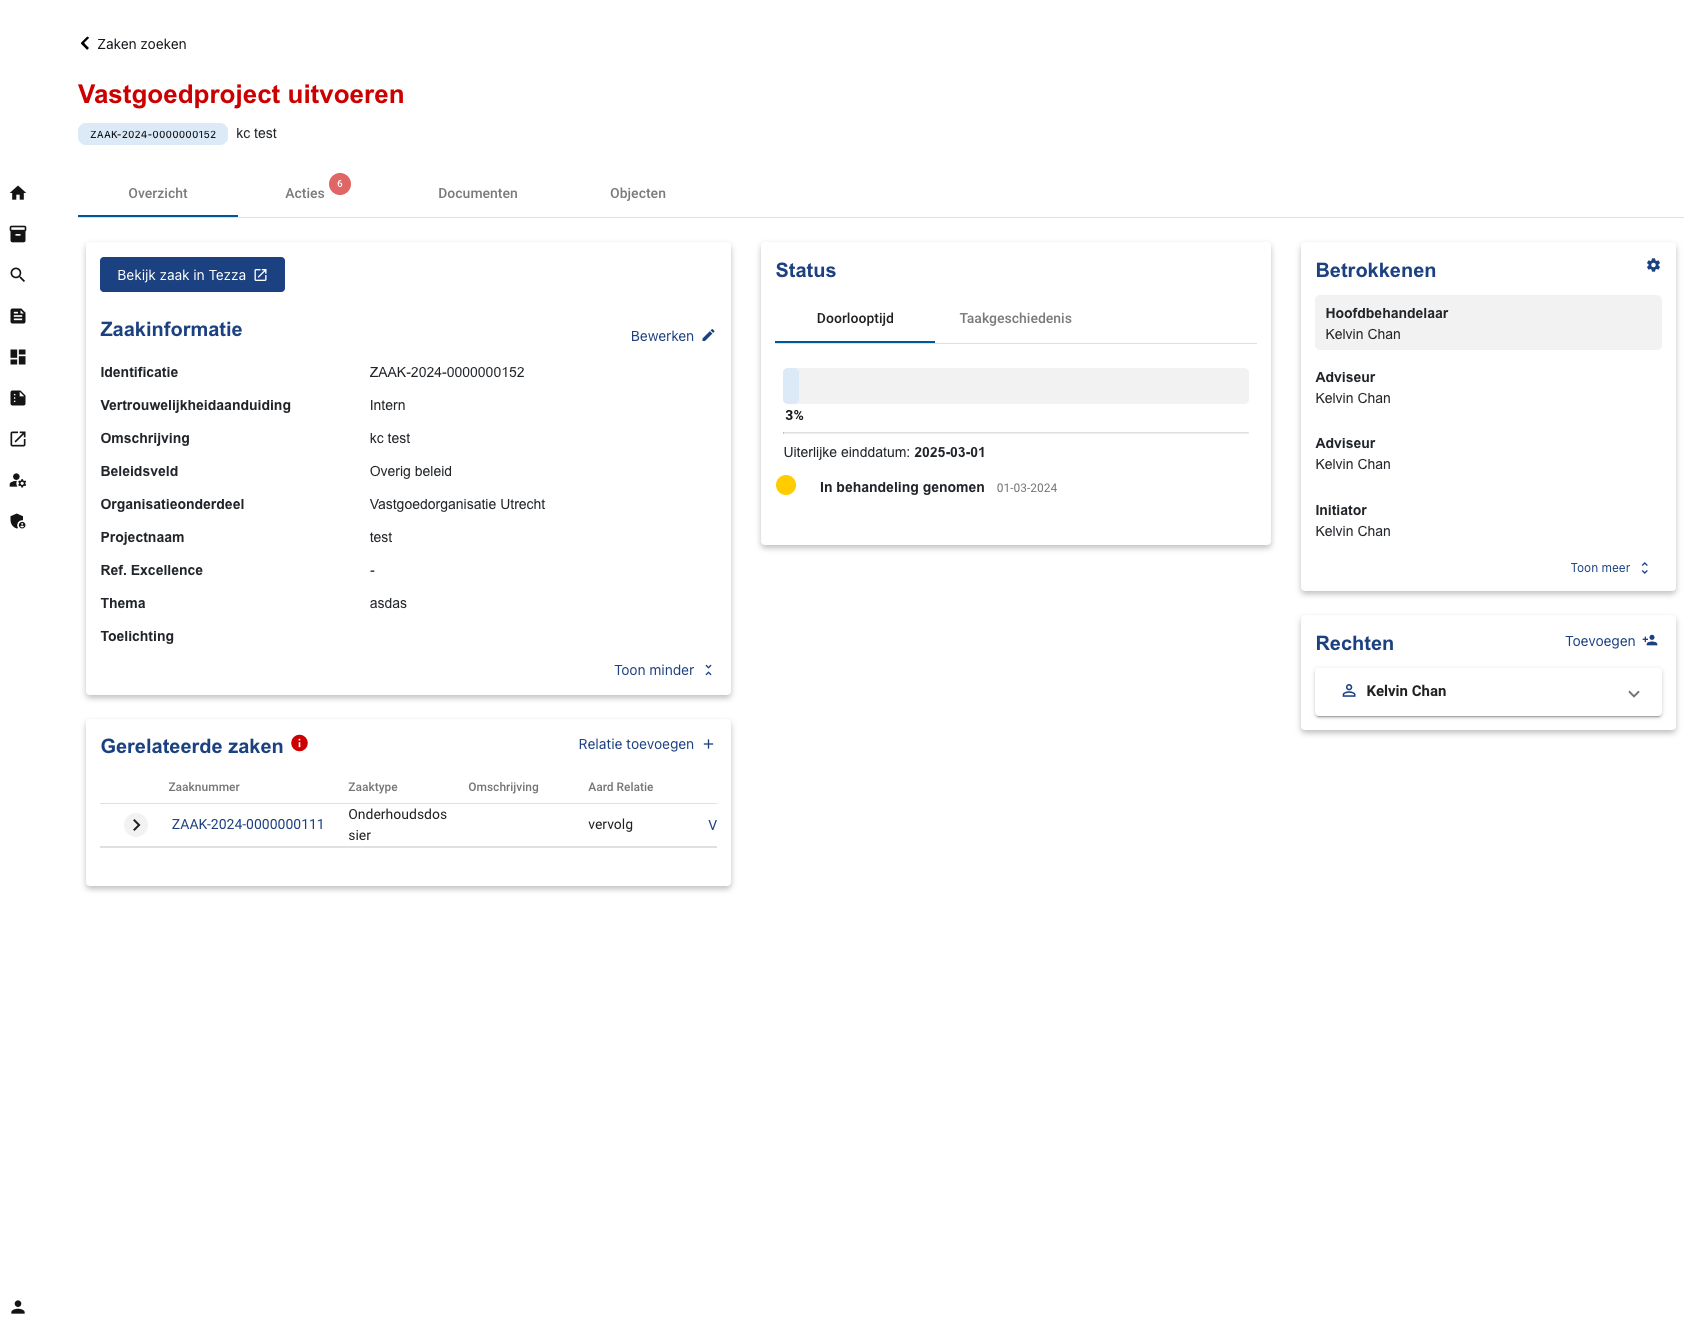 Zaken zoeken
Vastgoedproject uitvoeren
ZAAK-2024-0000000152 kc test
Overzicht Acties 6 Documenten Objecten
Bekijk zaak in Tezza
Zaakinformatie
Bewerken
Identificatie ZAAK-2024-0000000152
Vertrouwelijkheidaanduiding Intern
Omschrijving kc test
Beleidsveld Overig beleid
Organisatieonderdeel Vastgoedorganisatie Utrecht
Projectnaam test
Ref. Excellence -
Thema asdas
Toelichting
Toon minder
Gerelateerde zaken
Relatie toevoegen
Zaaknummer Zaaktype Omschrijving Aard Relatie
ZAAK-2024-0000000111 Onderhoudsdos
sier vervolg V
Status
Doorlooptijd Taakgeschiedenis
3%
Uiterlijke einddatum: 2025-03-01
In behandeling genomen 01-03-2024
Betrokkenen
Hoofdbehandelaar
Kelvin Chan
Adviseur
Kelvin Chan
Adviseur
Kelvin Chan
Initiator
Kelvin Chan
Toon meer
Rechten
Toevoegen
Kelvin Chan